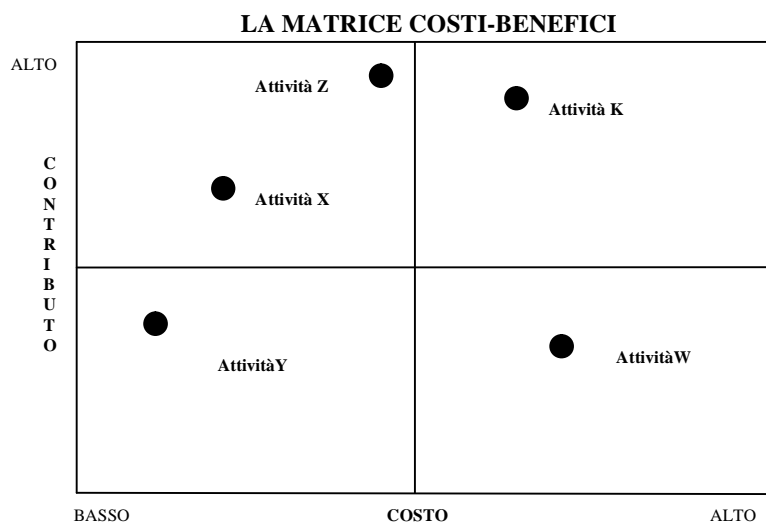 LA MATRICE COSTI-BENEFICI
ALTO
Attività Z
Attività K
CONTRIBUTO
Attività X
AttivitàY
AttivitàW
BASSO
COSTO
ALTO